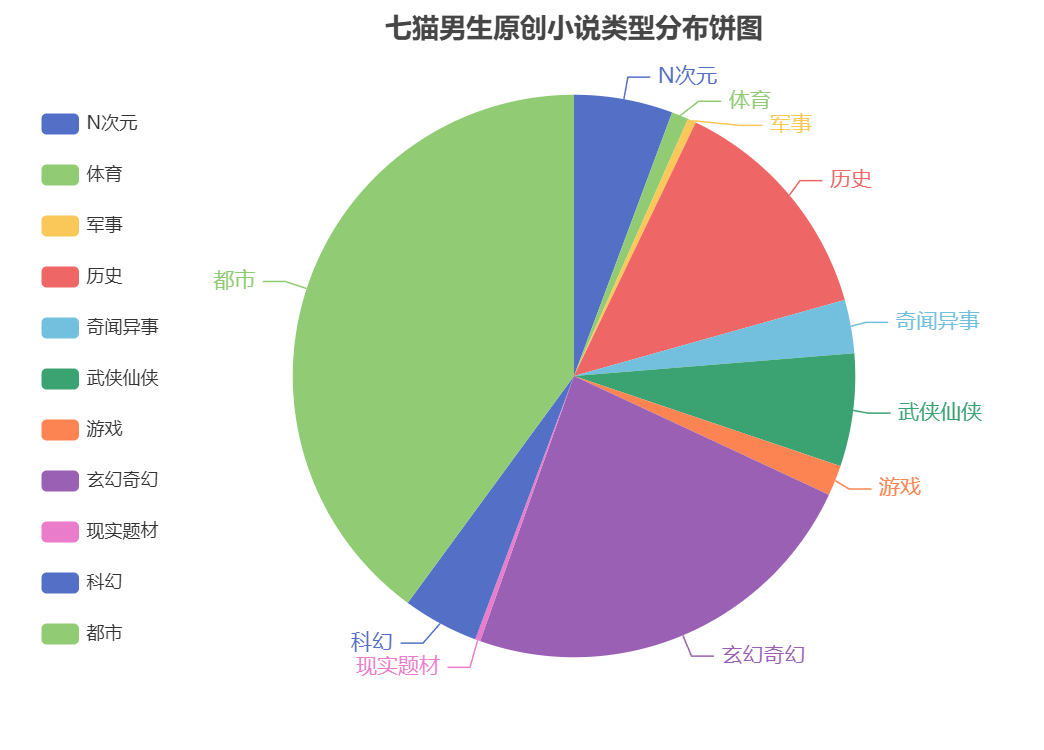 七猫男生原创小说类型分布饼图
N次元
体育
军事
历史
奇闻异事
武侠仙侠
游戏
玄幻奇幻
现实题材
科幻
都市
N次元
体育
军事
历史
奇闻异事
武侠仙侠
游戏
玄幻奇幻
现实题材
科幻
都市